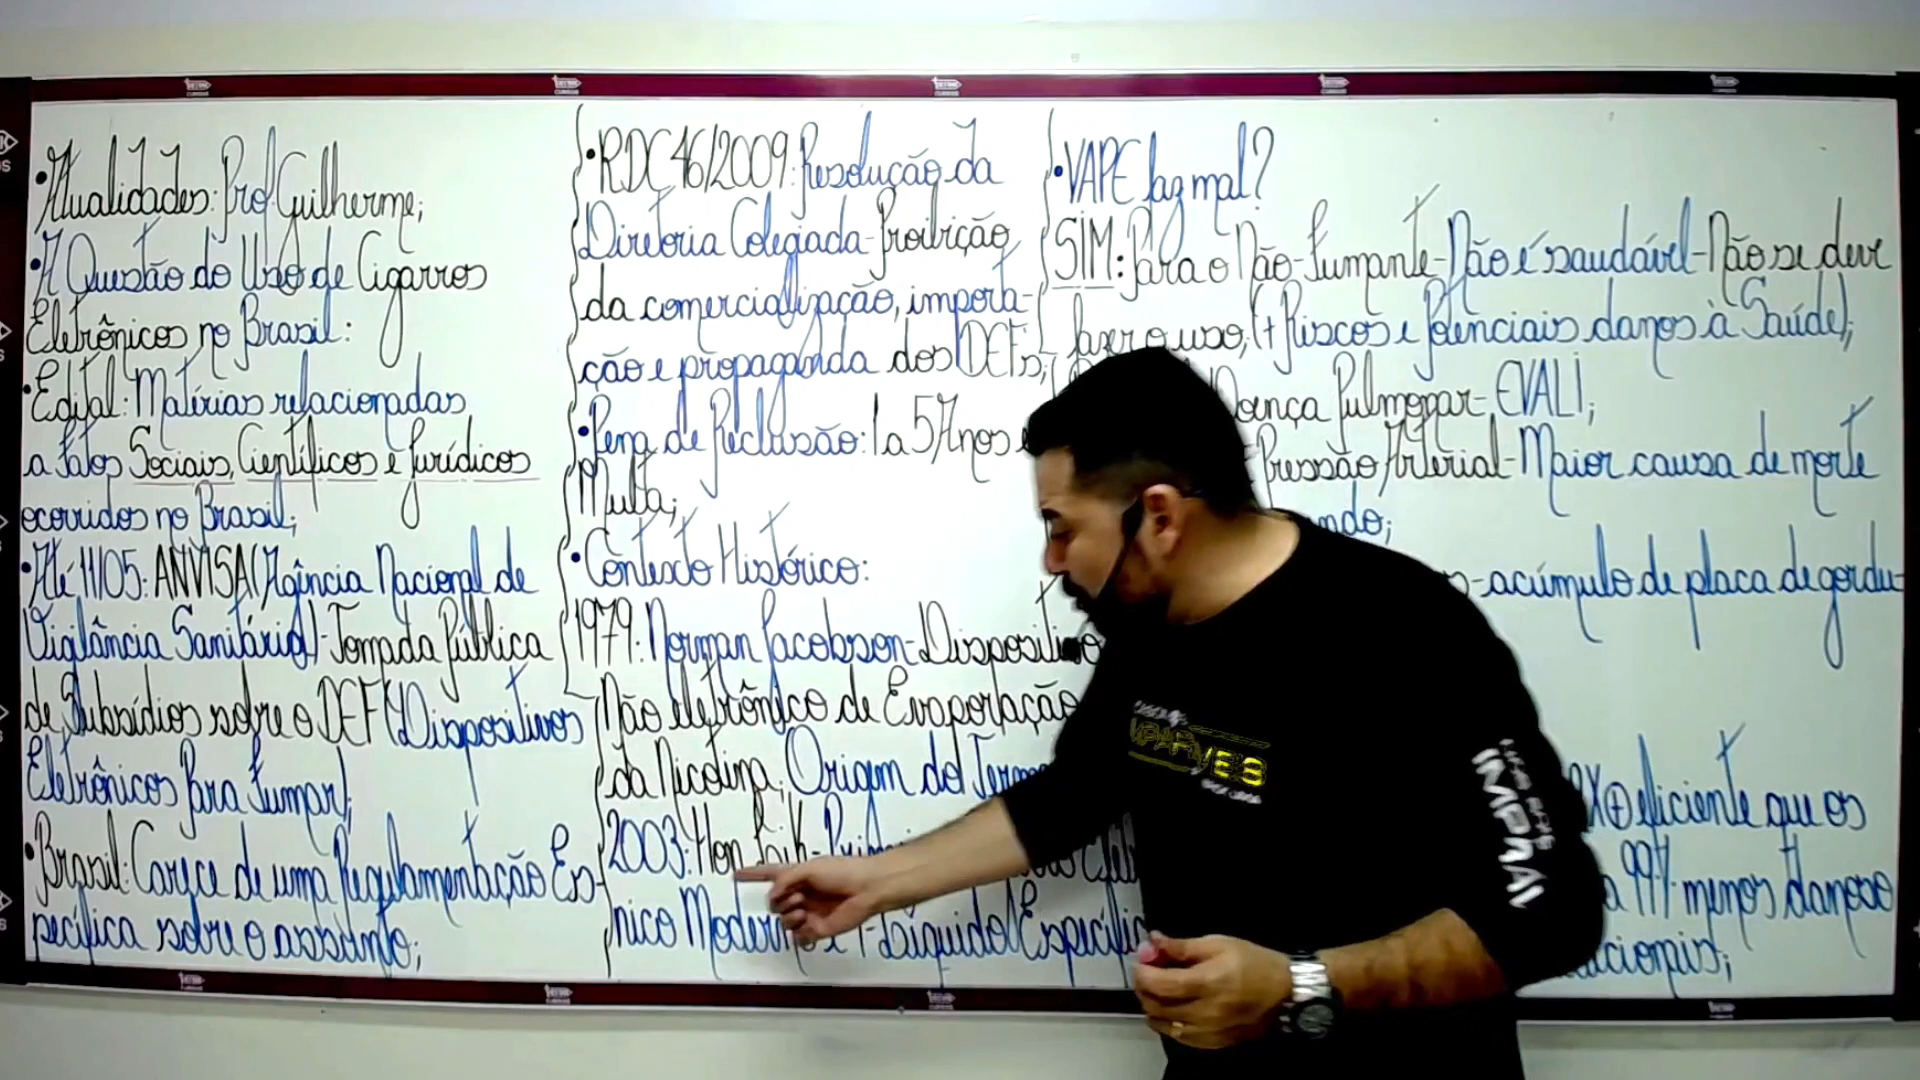 •Atualidades: Prof Guilherme;
•A Questão do Uso de Cigarros
Eletrônicos no Brasil:
•Edital: Matérias relacionadas
a fatos Sociais, Científicos e Jurídicos
ocorridos no Brasil;
•Até 11/05: ANVISA (Agência Nacional de
Vigilância Sanitária) - Tomada Pública
de Subsídios sobre o DEF (Dispositivos
Eletrônicos Para Fumar);
•Brasil: Carece de uma Regulamentação Es-
pecífica sobre o assunto;
•RDC 46/2009: Resolução da
Diretoria Colegiada - Proibição
da comercialização, importa-
ção e propaganda dos DEFs;
•Pena de Reclusão: 1 a 5 Anos e
Multa;
•Contexto Histórico:
1979: Norman Jacobson - Dispositivo
Não eletrônico de Evaporação
da Nicotina; Origem do Termo
2003: Hon Lik -
nico Moderno e + Líquido
•VAPE faz mal?
SIM: Para o Não-Fumante - Não é saudável - Não se deve
fazer o uso, (+ Riscos e Potenciais danos à Saúde);
Doença Pulmonar - EVALI;
Pressão Arterial - Maior causa de morte
- acúmulo de placa de gordu-
eficiente que os
99% menos danoso